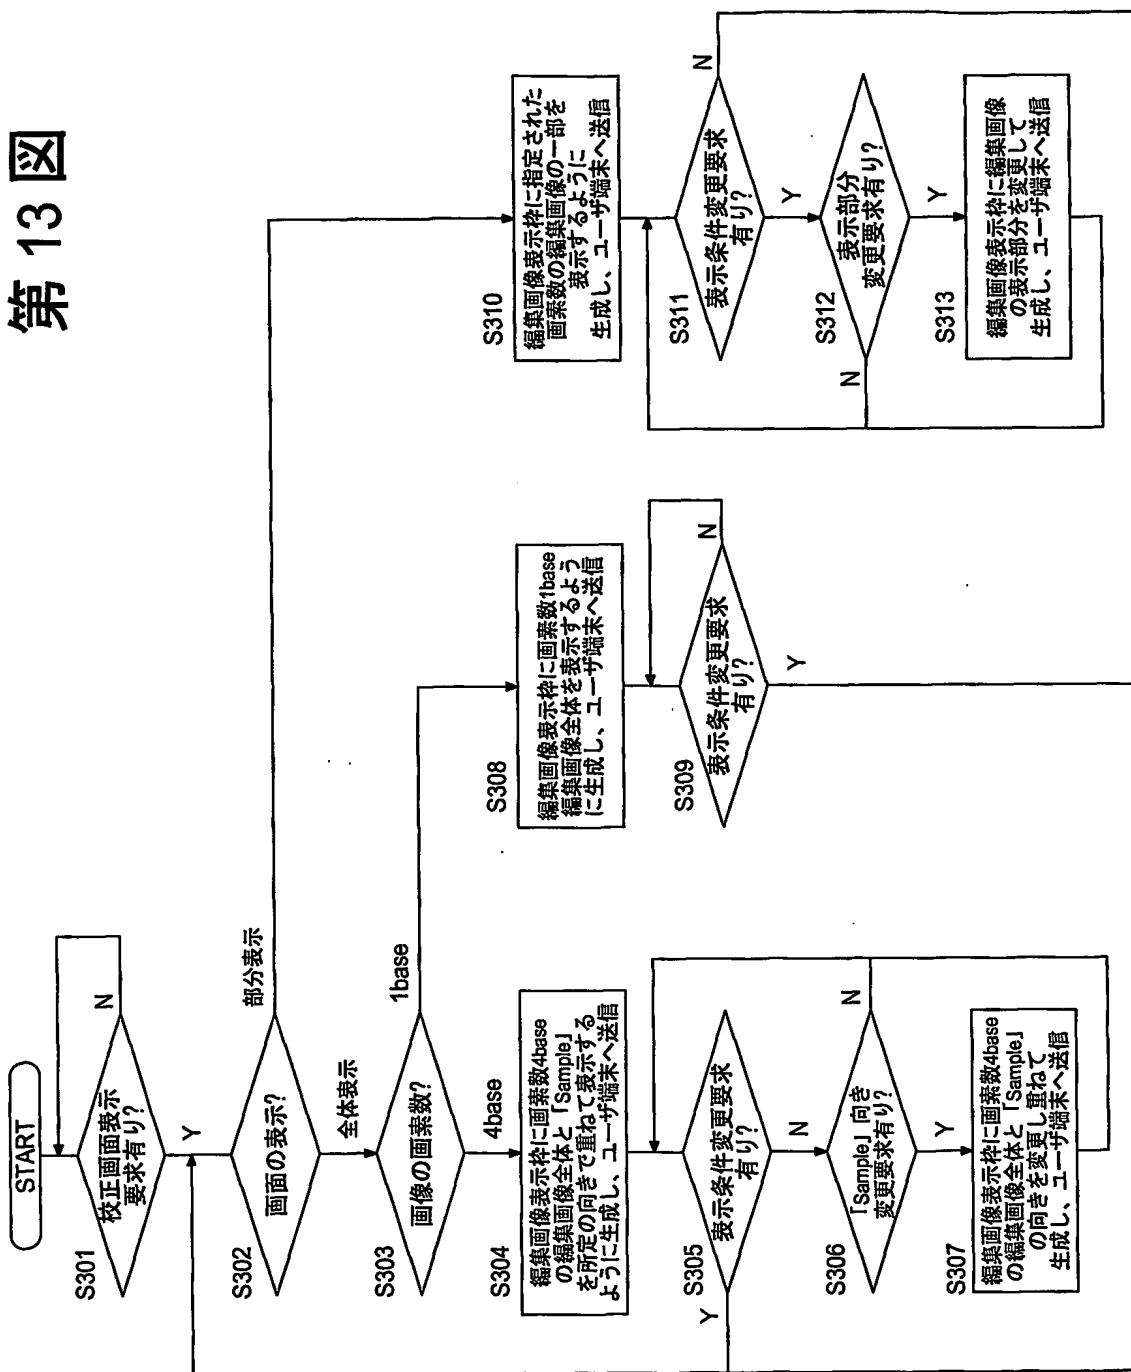 第 13 図
START
S301
校正画面表示
要求有り?
N
Y
S302
画面の表示?
部分表示
全体表示
S303
画像の画素数?
1base
4base
S304
編集画像表示枠に画素数4base
の編集画像全体と「Sample」
を所定の向きで重ねて表示する
ように生成し、ユーザ端末へ送信
S305
表示条件変更要求
有り?
Y
N
S306
「Sample」向き
変更要求有り?
N
Y
S307
編集画像表示枠に画素数4base
の編集画像全体と「Sample」
の向きを変更し重ねて
生成し、ユーザ端末へ送信
S308
編集画像表示枠に画素数1base
編集画像全体を表示するよう
に生成し、ユーザ端末へ送信
S309
表示条件変更要求
有り?
N
Y
S310
編集画像表示枠に指定された
画素数の編集画像の一部を
表示するように
生成し、ユーザ端末へ送信
S311
表示条件変更要求
有り?
N
Y
S312
表示部分
変更要求有り?
N
Y
S313
編集画像表示枠に編集画像
の表示部分を変更して
生成し、ユーザ端末へ送信